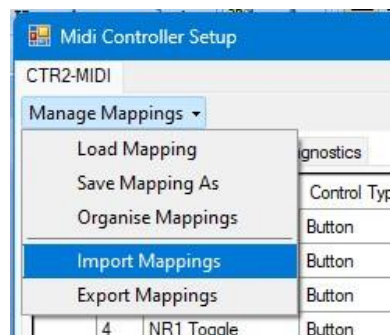 Midi Controller Setup
CTR2-MIDI
Manage Mappings
Load Mapping
Save Mapping As
Organise Mappings
Import Mappings
Export Mappings
gnostics
Control Typ
Button
Button
Button
4 NR1 Toggle Button